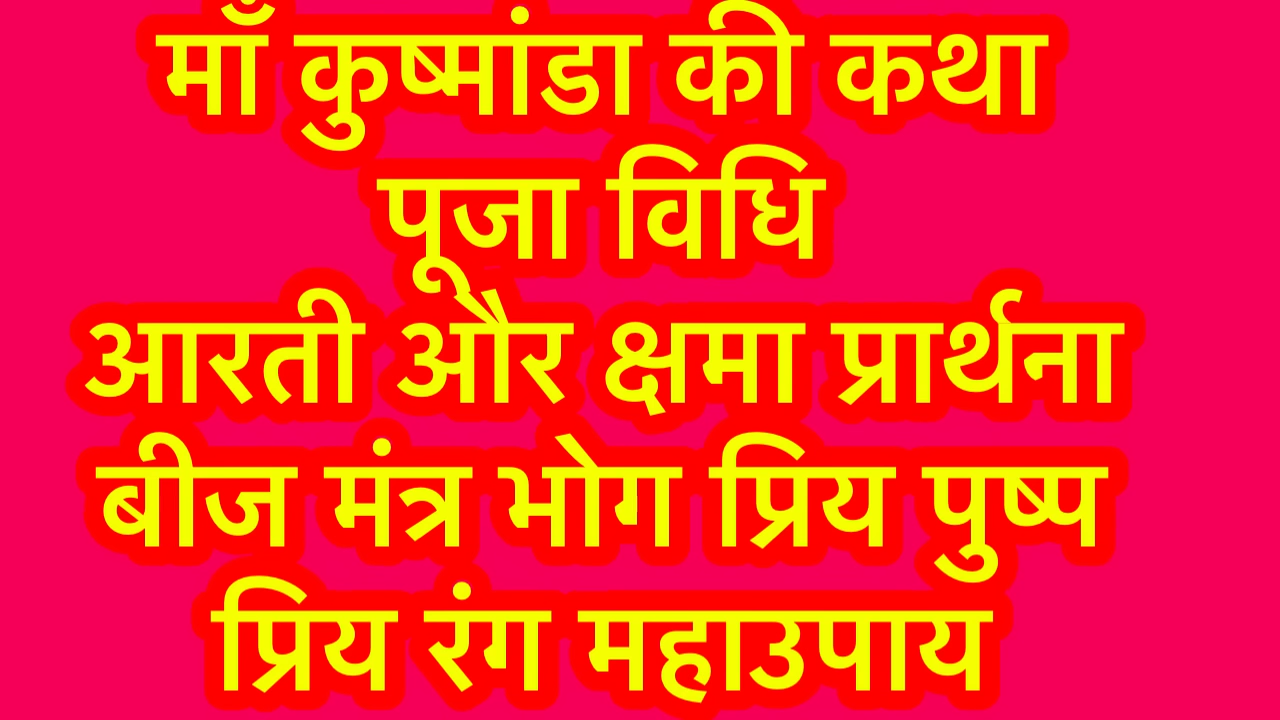 माँ कुष्मांडा की कथा
पूजा विधि
आरती और क्षमा प्रार्थना
बीज मंत्र भोग प्रिय पुष्प
प्रिय रंग महाउपाय